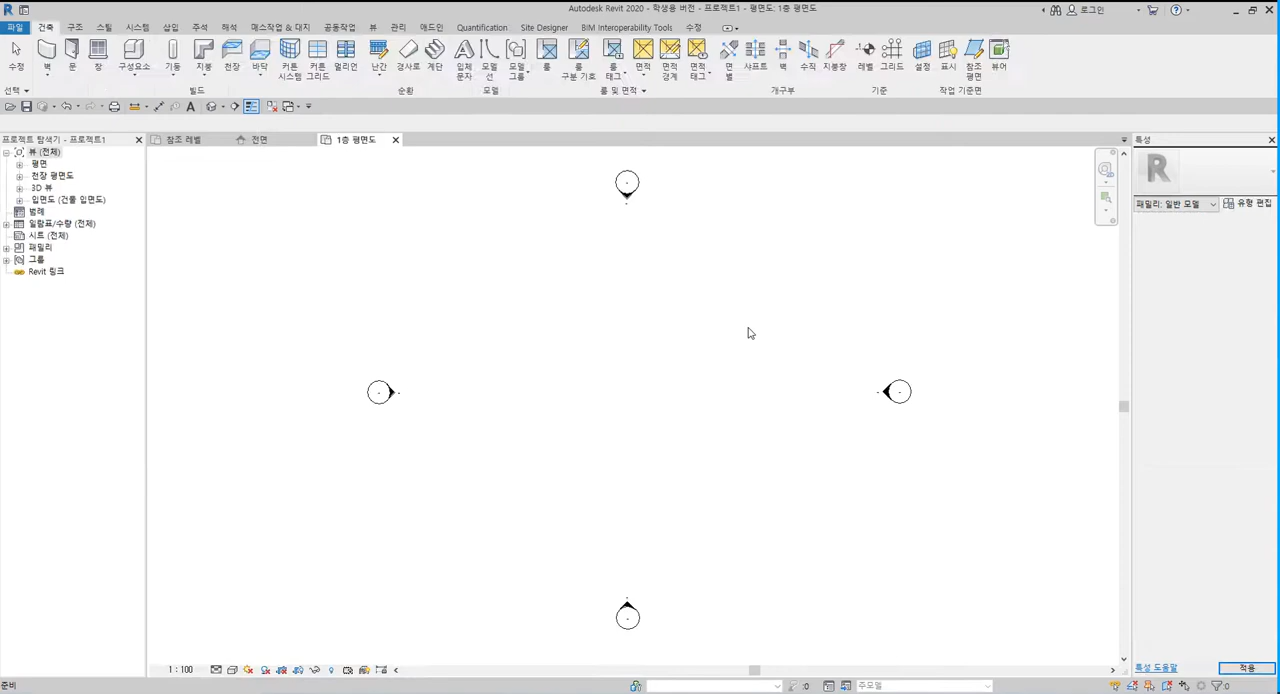 Autodesk Revit 2020 - 학생용 버전 - 프로젝트1 - 평면도: 1층 평면도
로그인
파일 건축 구조 스틸 시스템 삽입 주석 해석 매스작업 & 대지 공동작업 뷰 관리 애드인 Quantification Site Designer BIM Interoperability Tools 수정
수정 벽 문 창 구성요소 기둥 지붕 천장 바닥 커튼 시스템 커튼 그리드 멀리언 난간 경사로 계단 입체 문자 모델 선 모델 그룹 룸 룸 구분 기호 룸 태그 면적 면적 경계 면적 태그 면별 샤프트 벽 수직 지붕창 레벨 그리드 설정 표시 참조 평면 뷰어
선택 빌드 순환 모델 룸 및 면적 개구부 기준 작업 기준면
프로젝트 탐색기 - 프로젝트1
참조 레벨 전면 1층 평면도
특성
뷰 (전체)
평면
천장 평면도
3D 뷰
입면도 (건물 입면도)
범례
일람표/수량 (전체)
시트 (전체)
패밀리
그룹
Revit 링크
패밀리: 일반 모델 유형 편집
1 : 100
특성 도움말 적용
준비
:0
주모델
:0